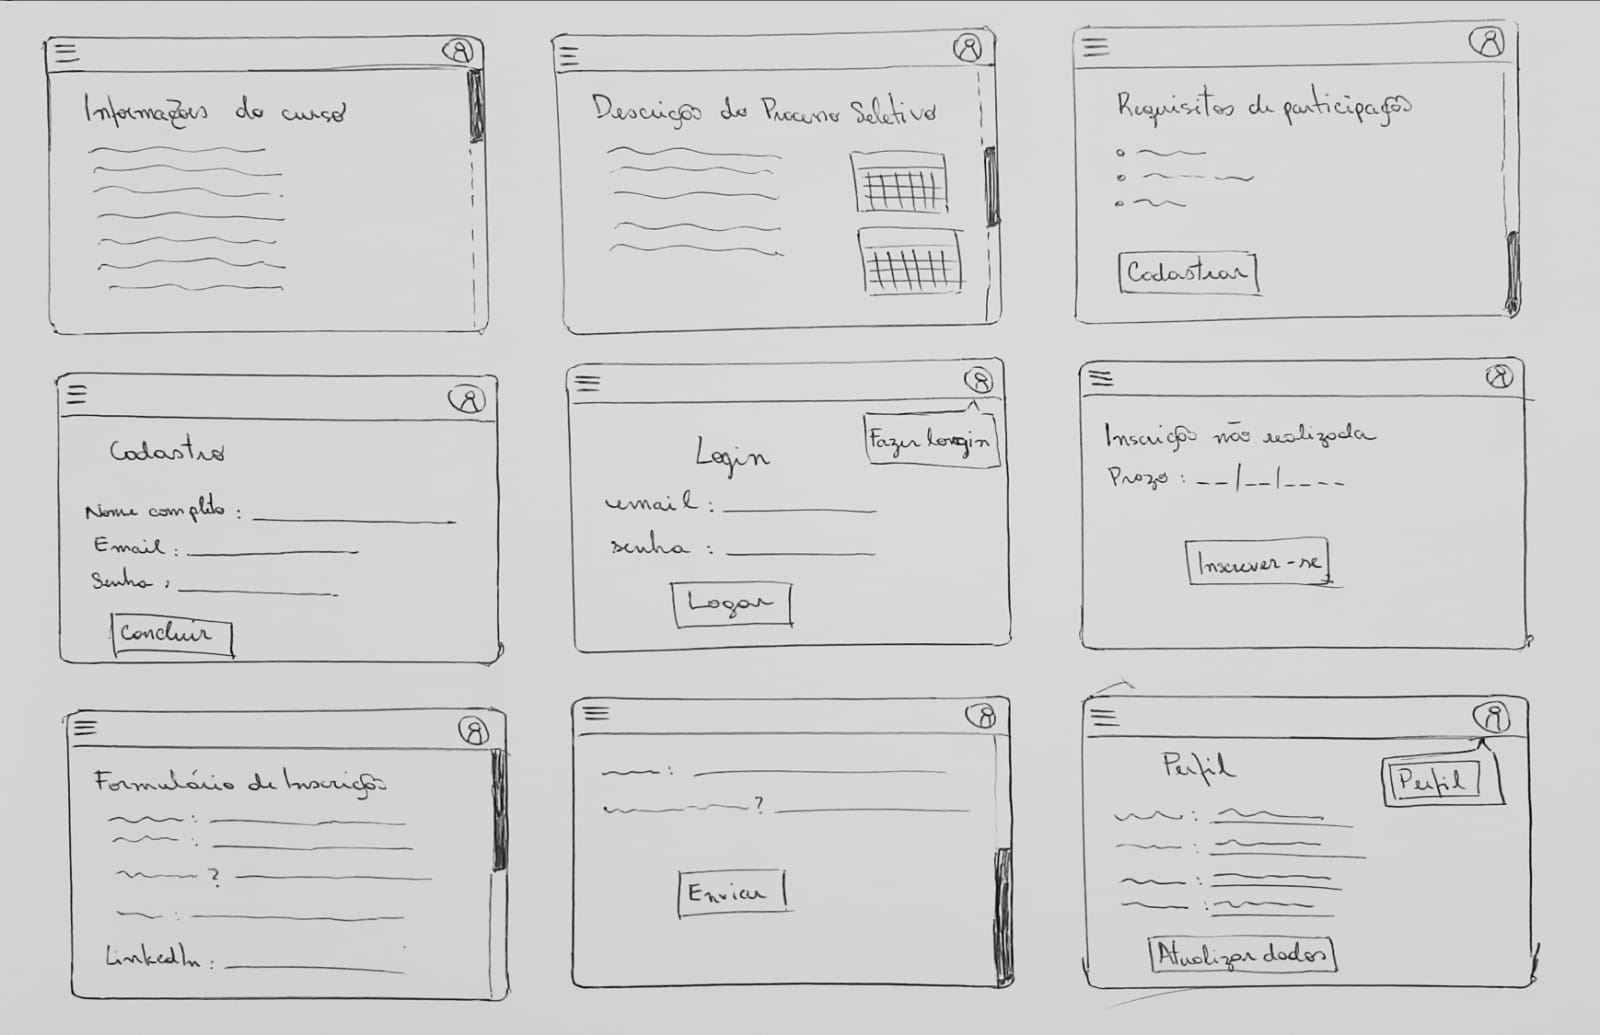 Informações do curso
Descrição do Processo Seletivo
Requisitos de participação
Cadastrar
Cadastro
Nome completo :
Email :
Senha :
Concluir
Fazer longin
Login
email :
senha :
Logar
Inscrição não realizada
Prazo : __/__/____
Inscrever-se
Formulário de Inscrição
:
:
?
:
LinkedIn :
:
?
Enviar
Perfil
Perfil
:
:
:
:
Atualizar dados